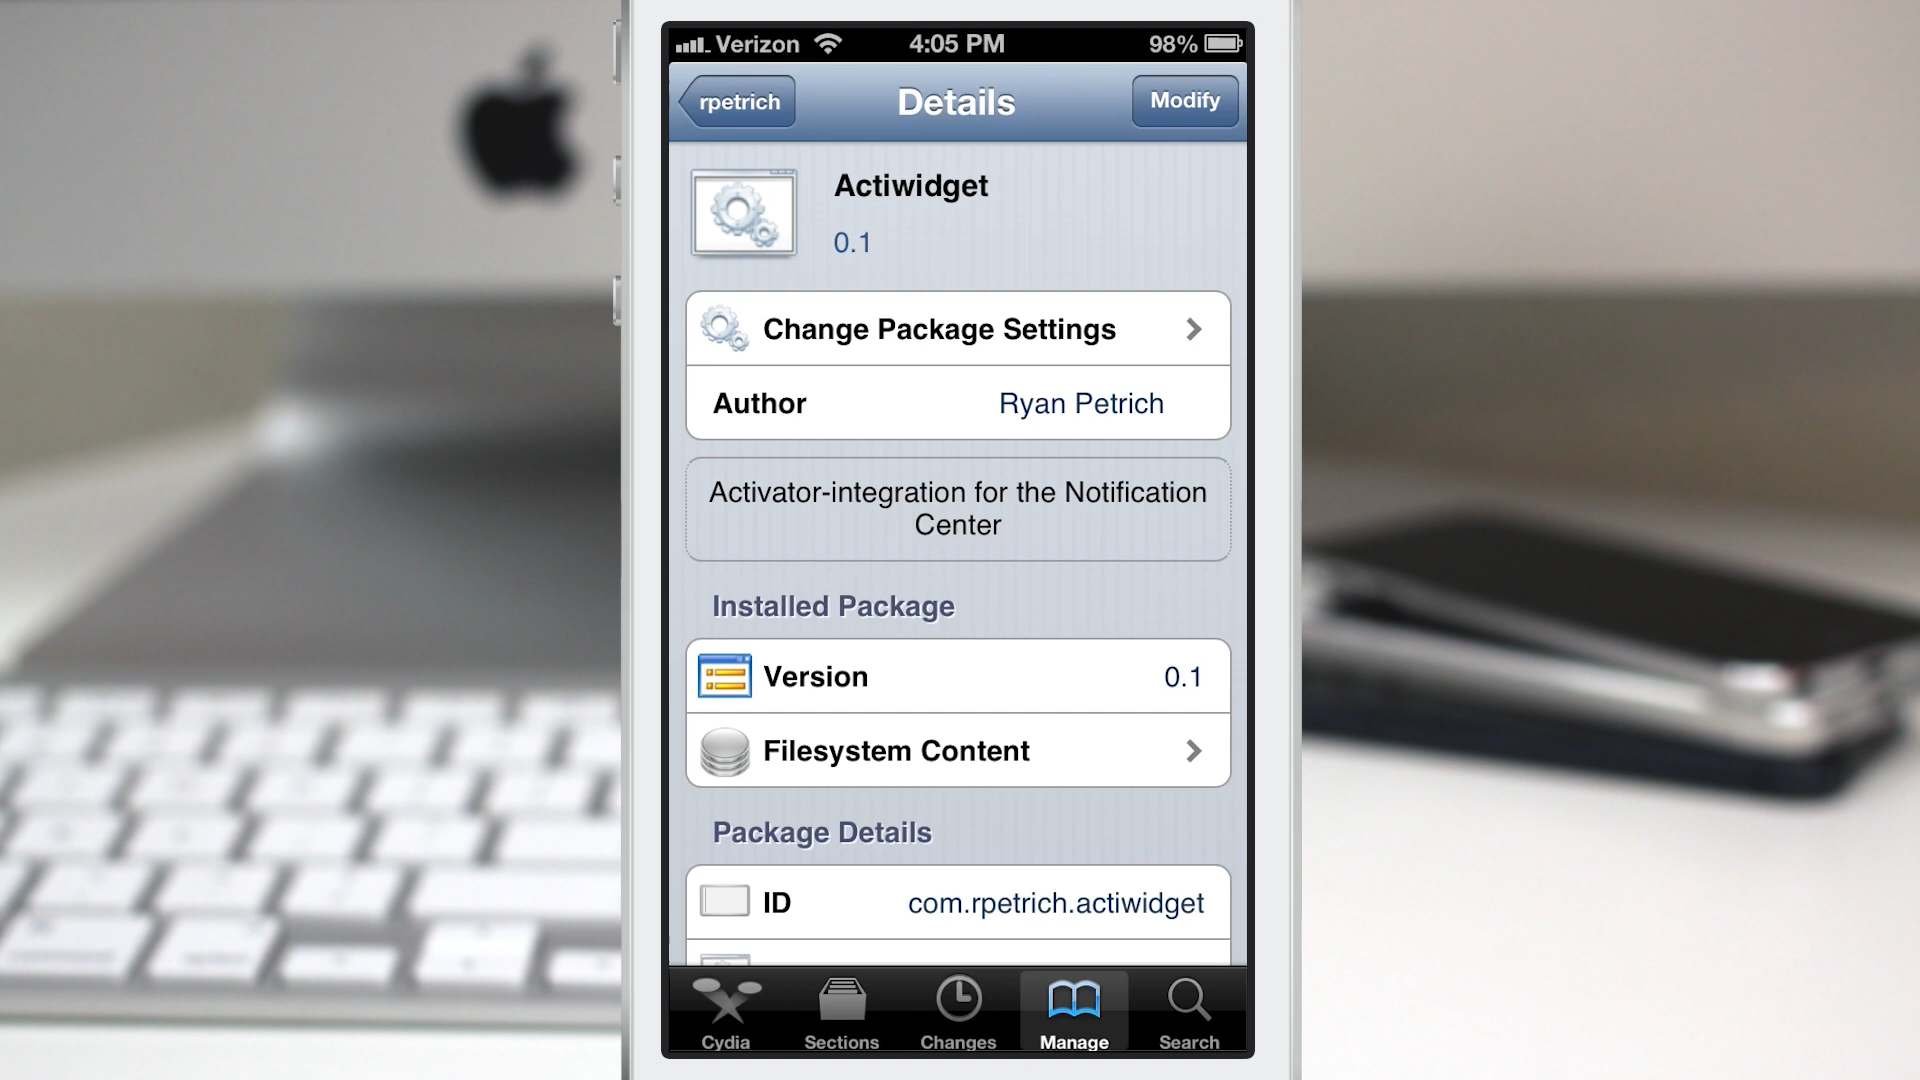 Verizon 4:05 PM 98%
rpetrich Details Modify
Actiwidget
0.1
Change Package Settings
Author Ryan Petrich
Activator-integration for the Notification
Center
Installed Package
Version 0.1
Filesystem Content
Package Details
ID com.rpetrich.actiwidget
Cydia Sections Changes Manage Search